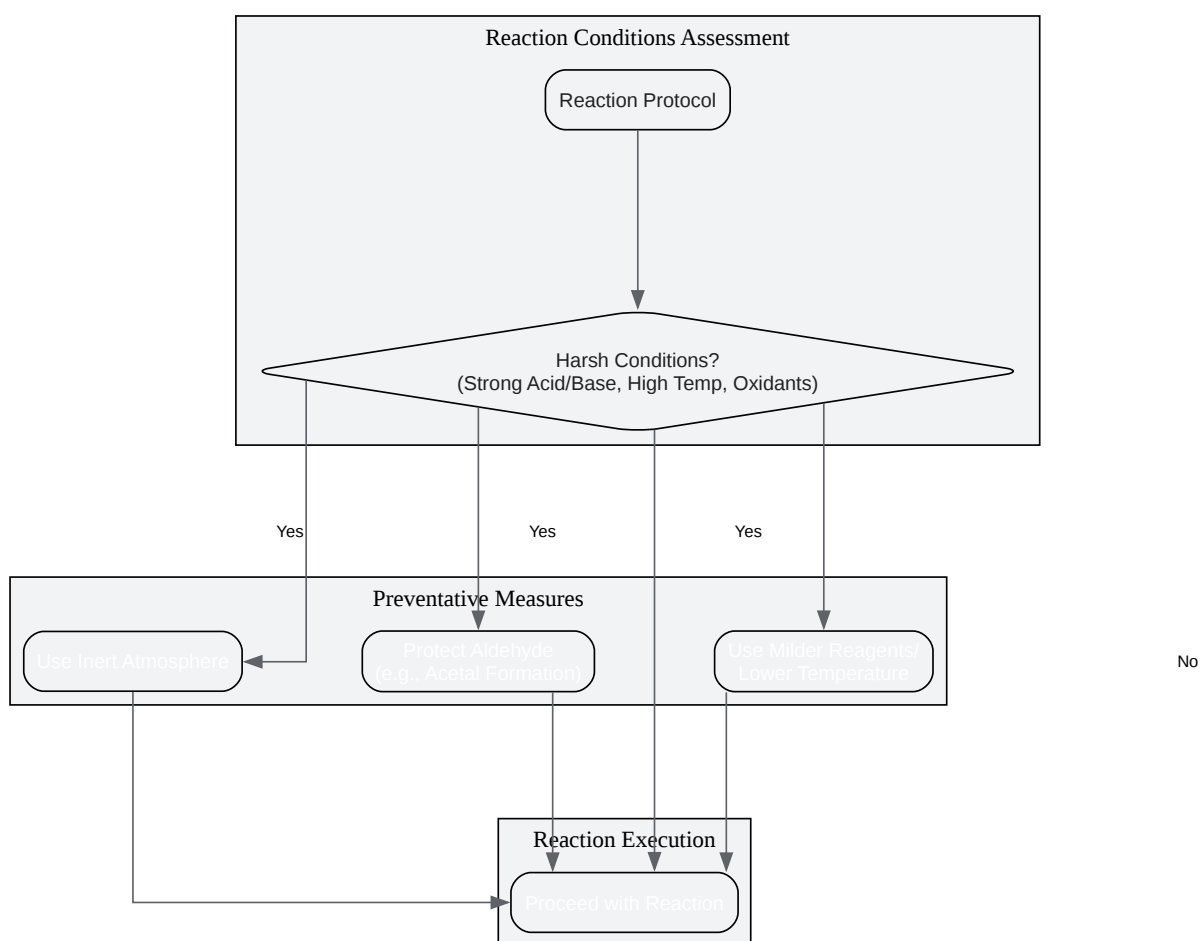 Reaction Conditions Assessment
Reaction Protocol
Harsh Conditions?
(Strong Acid/Base, High Temp, Oxidants)
Yes
Yes
Yes
Preventative Measures
Use Inert Atmosphere
Protect Aldehyde
(e.g., Acetal Formation)
Use Milder Reagents/
Lower Temperature
No
Reaction Execution
Proceed with Reaction